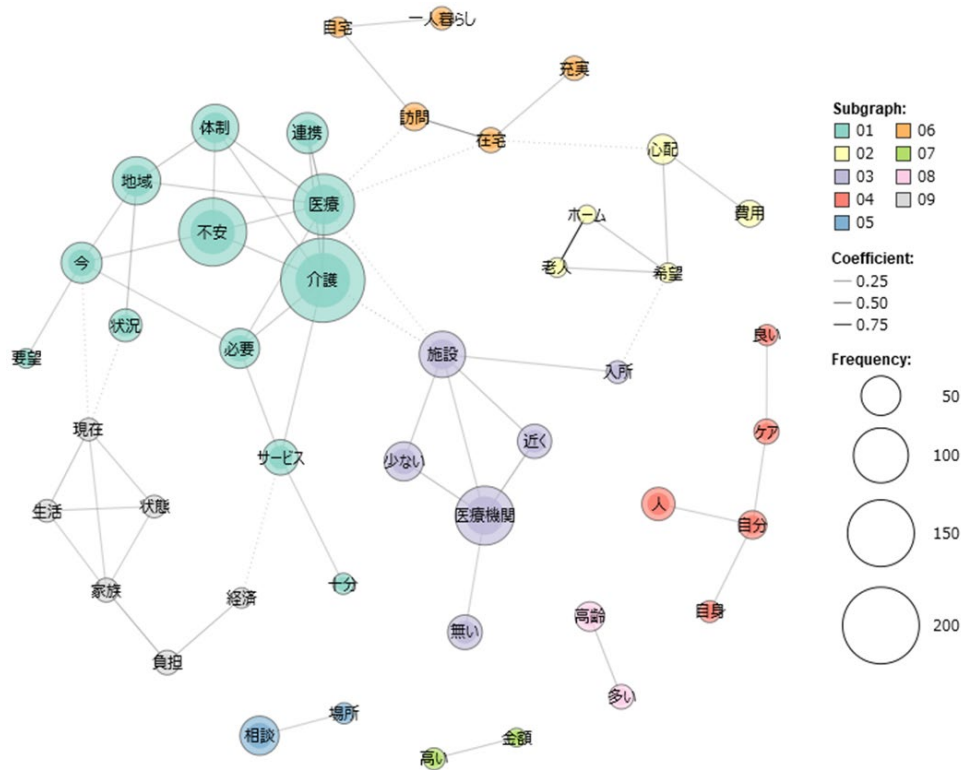 一人暮らし
自宅
充実
訪問
在宅
体制
連携
心配
地域
医療
費用
ホーム
不安
今
老人
希望
介護
状況
必要
要望
施設
入所
良い
現在
ケア
近く
サービス
少ない
人
生活
状態
医療機関
自分
十分
家族
経済
自身
高齢
無い
負担
多い
場所
相談
金額
高い
Subgraph:
01 06
02 07
03 08
04 09
05
Coefficient:
0.25
0.50
0.75
Frequency:
50
100
150
200